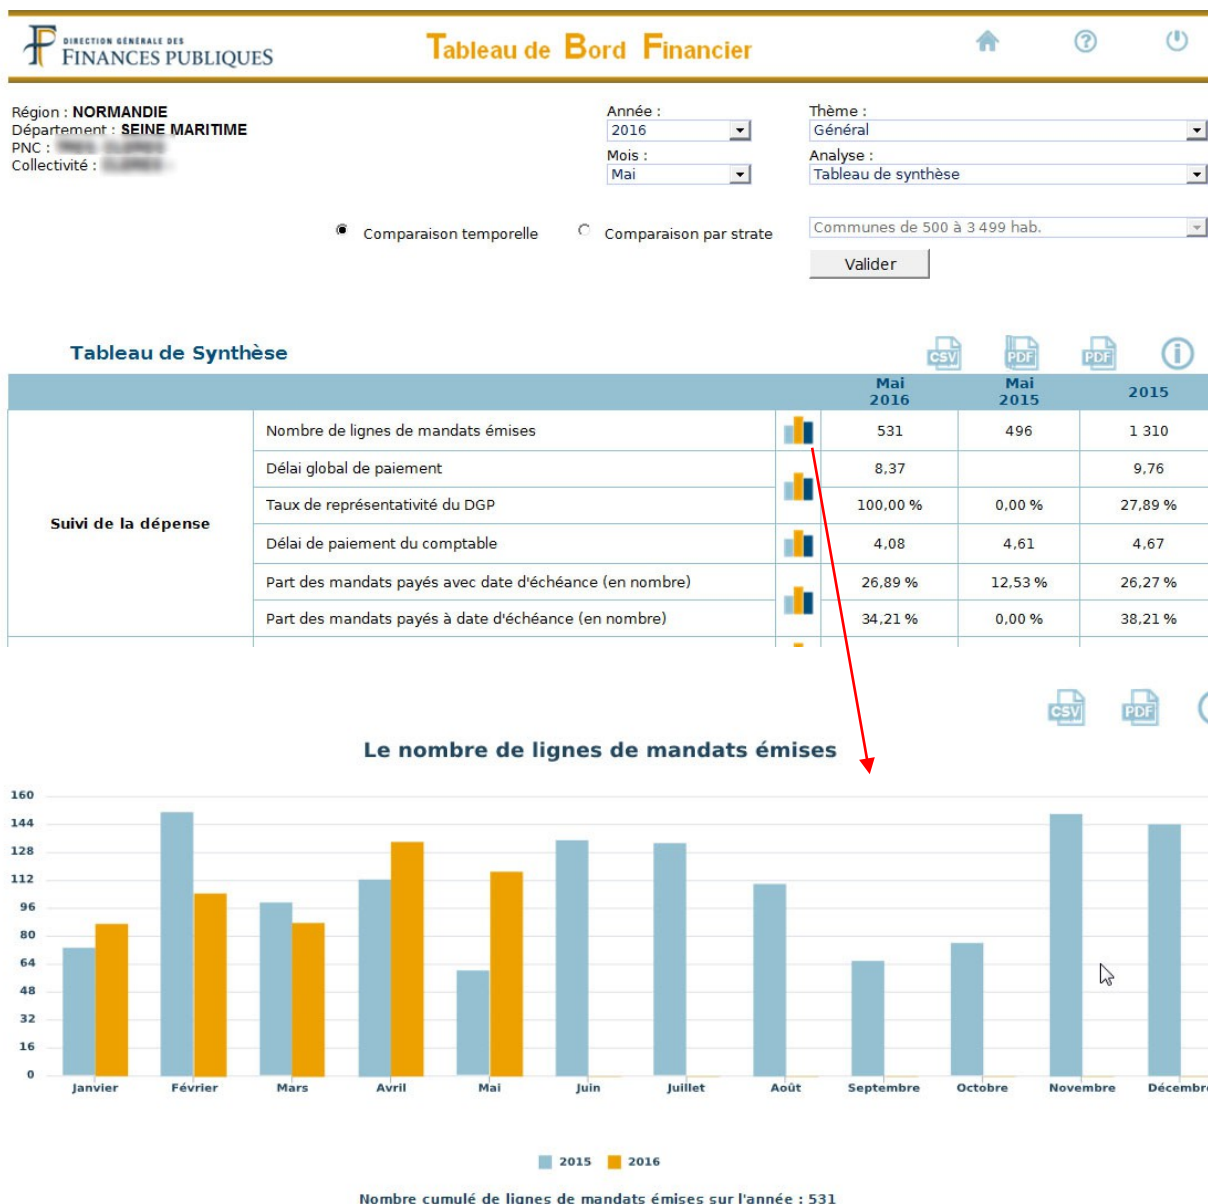 DIRECTION GÉNÉRALE DES
FINANCES PUBLIQUES
Tableau de Bord Financier
Région : NORMANDIE
Département : SEINE MARITIME
PNC :
Collectivité :
Année :
2016
Mois :
Mai
Thème :
Général
Analyse :
Tableau de synthèse
Comparaison temporelle
Comparaison par strate
Communes de 500 à 3 499 hab.
Valider
Tableau de Synthèse
CSV PDF PDF i
Mai 2016 Mai 2015 2015
Suivi de la dépense
Nombre de lignes de mandats émises 531 496 1 310
Délai global de paiement 8,37 9,76
Taux de représentativité du DGP 100,00 % 0,00 % 27,89 %
Délai de paiement du comptable 4,08 4,61 4,67
Part des mandats payés avec date d'échéance (en nombre) 26,89 % 12,53 % 26,27 %
Part des mandats payés à date d'échéance (en nombre) 34,21 % 0,00 % 38,21 %
CSV PDF
Le nombre de lignes de mandats émises
160
144
128
112
96
80
64
48
32
16
0
Janvier Février Mars Avril Mai Juin Juillet Août Septembre Octobre Novembre Décembre
2015 2016
Nombre cumulé de lignes de mandats émises sur l'année : 531